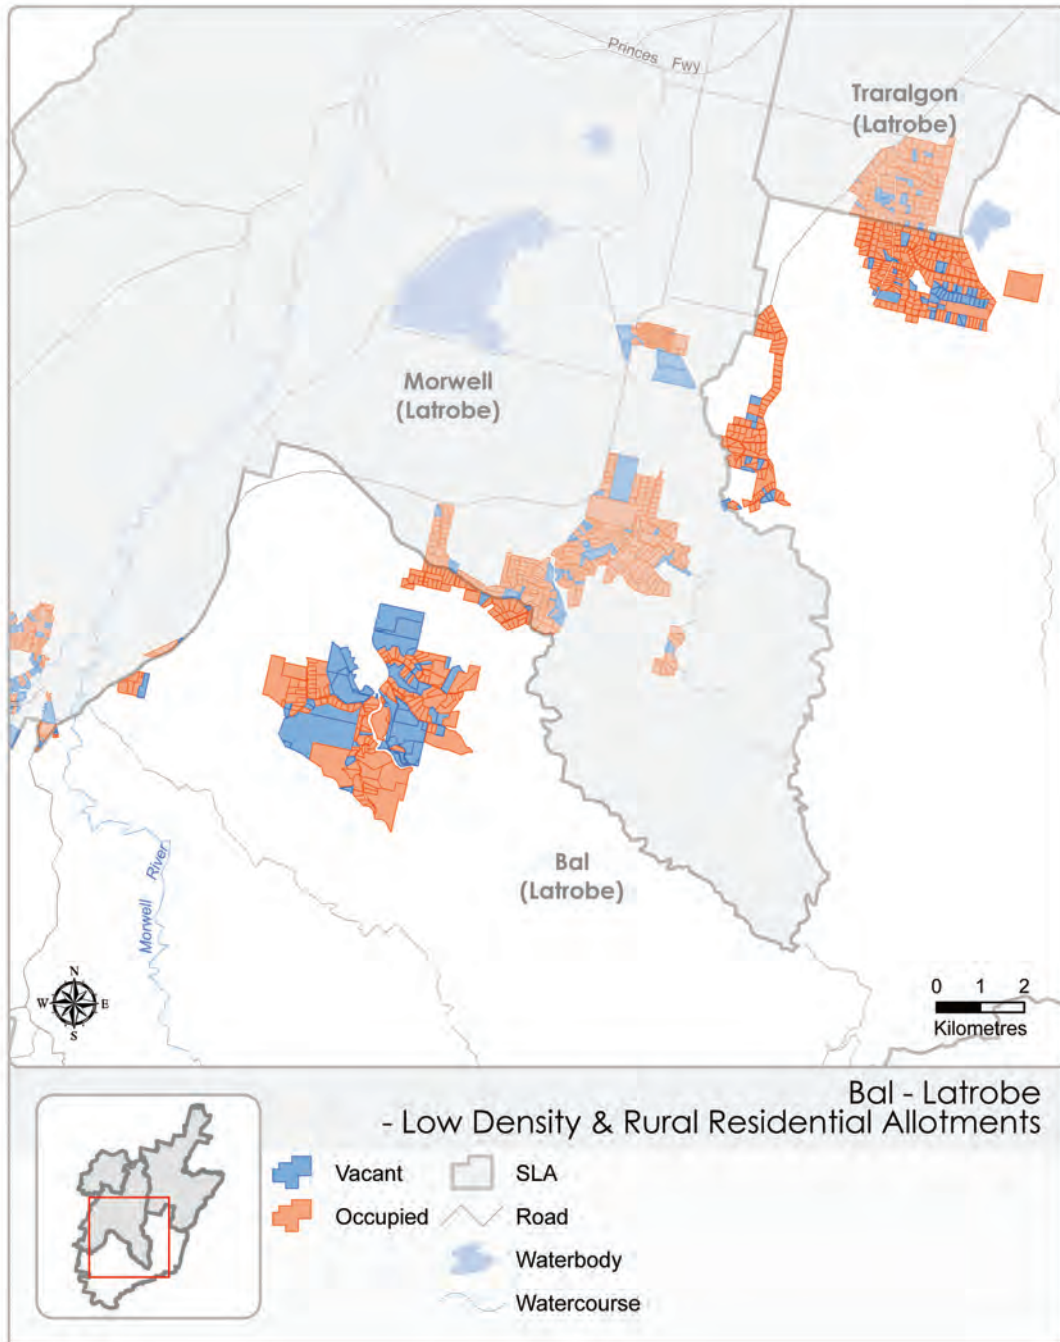 Princes Fwy
Traralgon
(Latrobe)
Morwell
(Latrobe)
Bal
(Latrobe)
Morwell River
N
W E
S
0 1 2
Kilometres
Bal - Latrobe
- Low Density & Rural Residential Allotments
Vacant
SLA
Occupied
Road
Waterbody
Watercourse